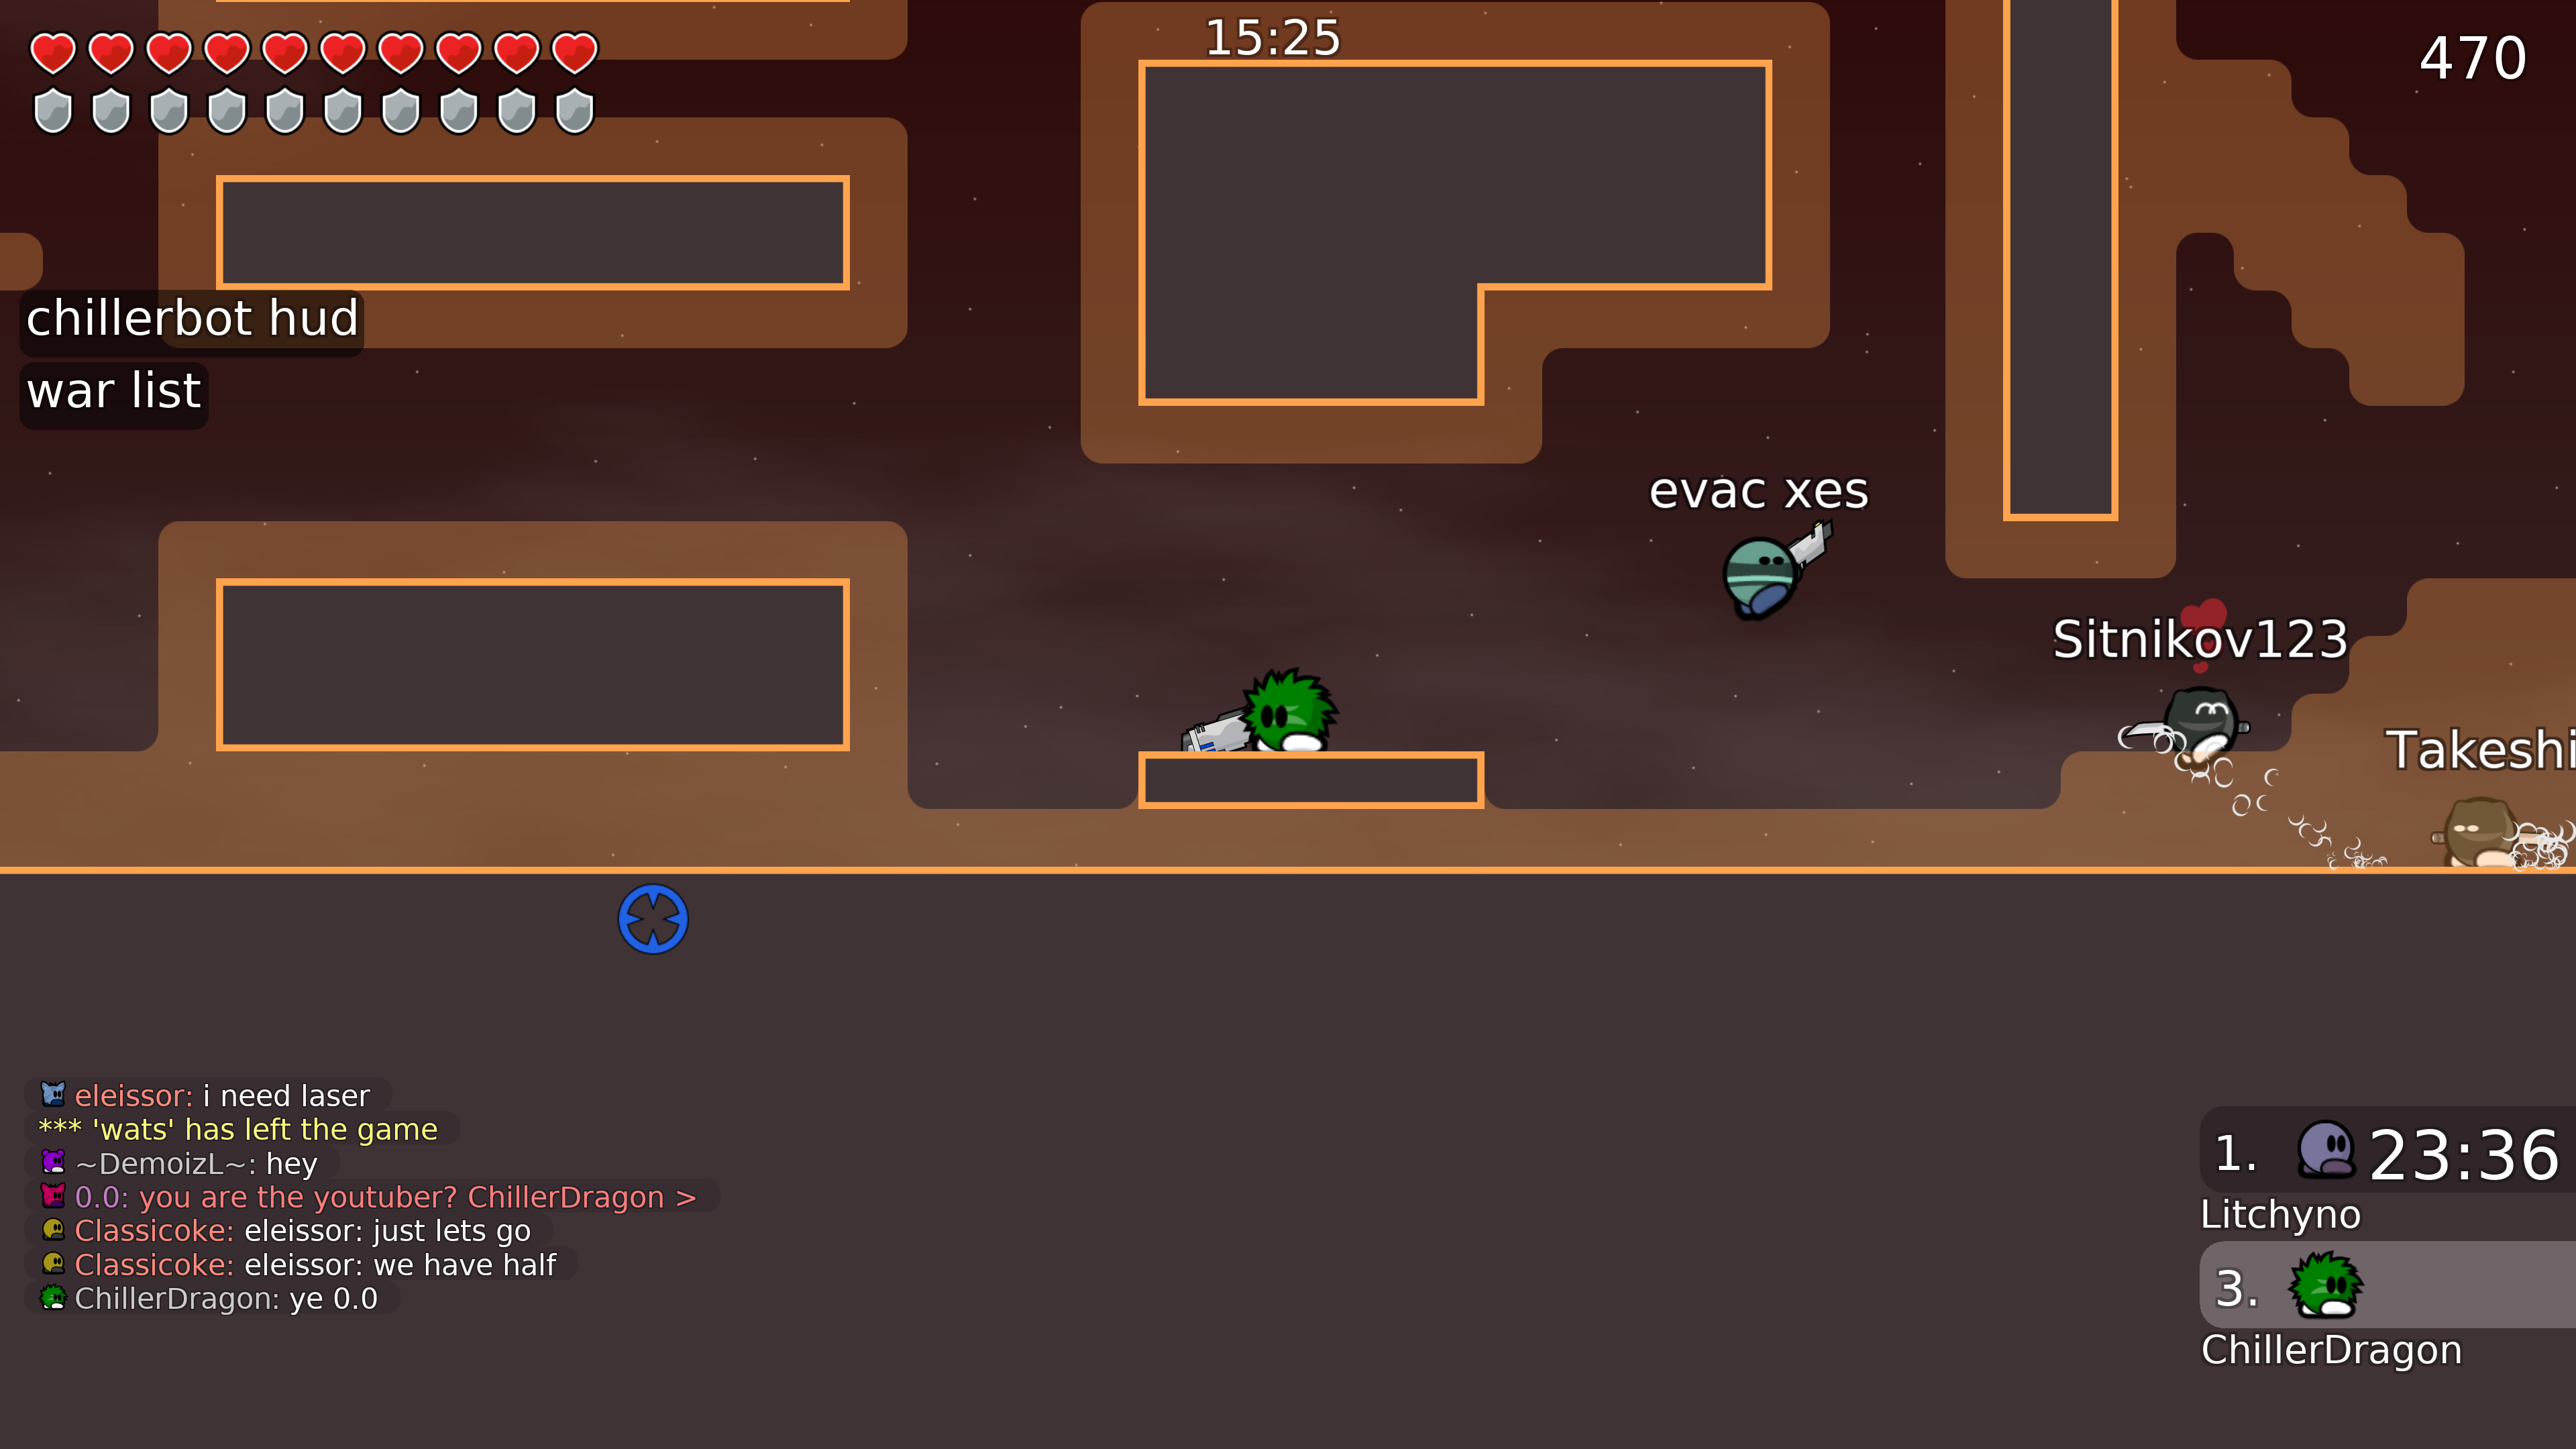 15:25
470
chillerbot hud
war list
evac xes
Sitnikov123
Takeshi
eleissor: i need laser
*** 'wats' has left the game
~DemoizL~: hey
0.0: you are the youtuber? ChillerDragon >
Classicoke: eleissor: just lets go
Classicoke: eleissor: we have half
ChillerDragon: ye 0.0
1. 23:36
Litchyno
3.
ChillerDragon